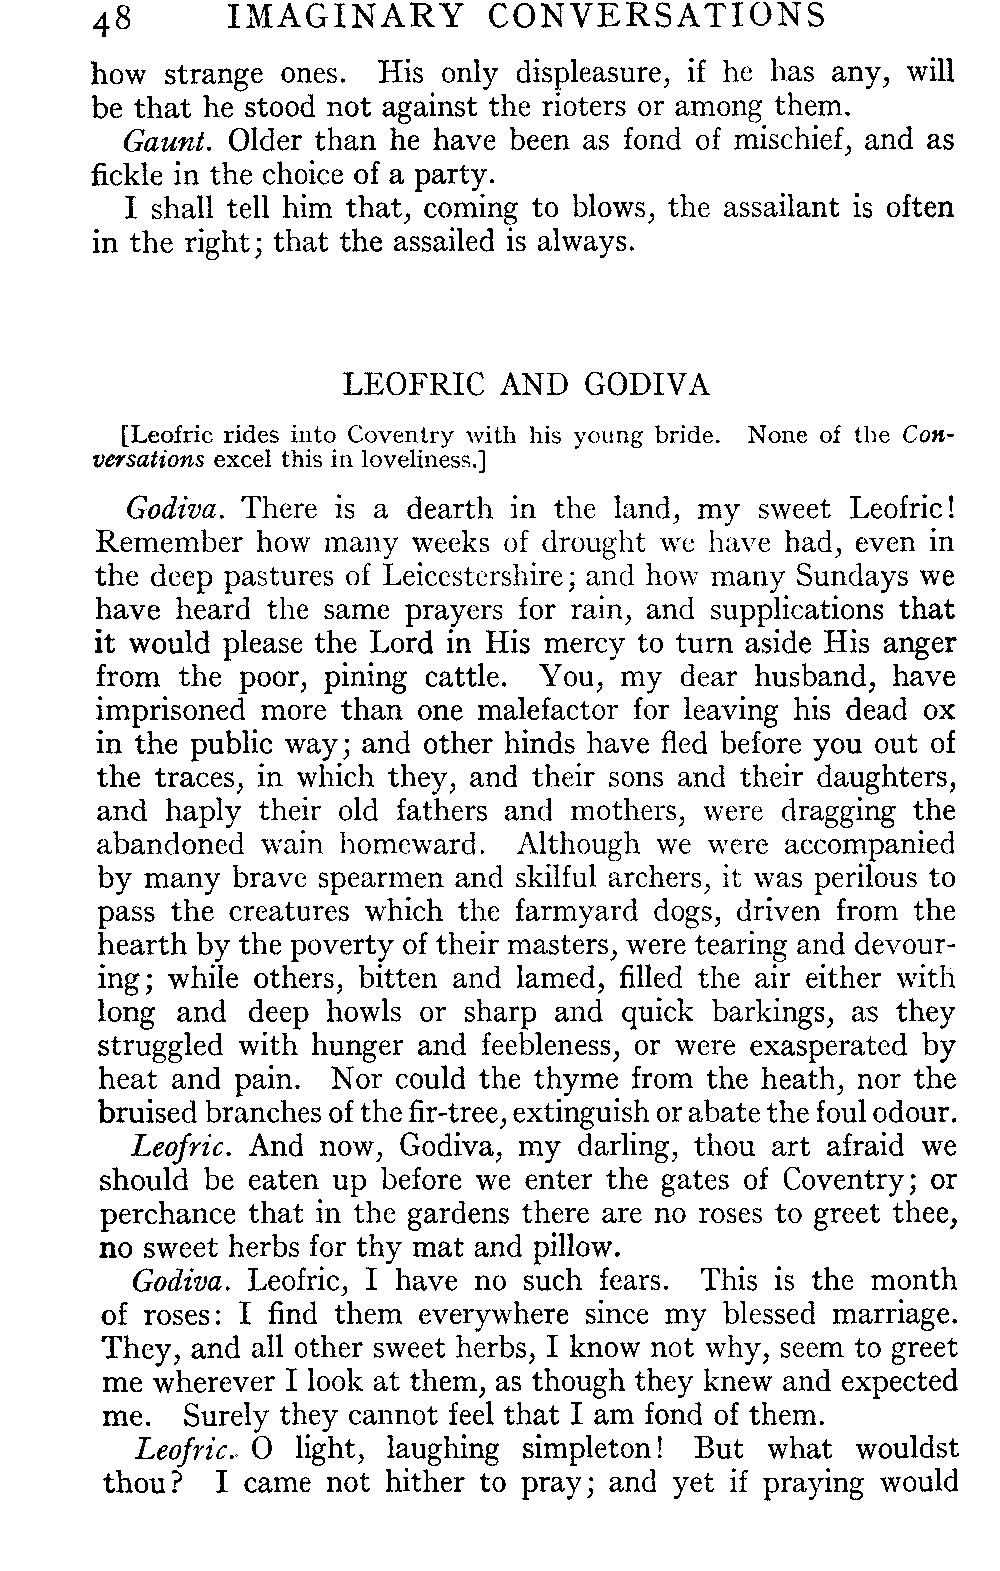 48 IMAGINARY CONVERSATIONS
how strange ones. His only displeasure, if he has any, will
be that he stood not against the rioters or among them.
Gaunt. Older than he have been as fond of mischief, and as
fickle in the choice of a party.
I shall tell him that, coming to blows, the assailant is often
in the right; that the assailed is always.
LEOFRIC AND GODIVA
[Leofric rides into Coventry with his young bride. None of the Con-
versations excel this in loveliness.]
Godiva. There is a dearth in the land, my sweet Leofric!
Remember how many weeks of drought we have had, even in
the deep pastures of Leicestershire; and how many Sundays we
have heard the same prayers for rain, and supplications that
it would please the Lord in His mercy to turn aside His anger
from the poor, pining cattle. You, my dear husband, have
imprisoned more than one malefactor for leaving his dead ox
in the public way; and other hinds have fled before you out of
the traces, in which they, and their sons and their daughters,
and haply their old fathers and mothers, were dragging the
abandoned wain homeward. Although we were accompanied
by many brave spearmen and skilful archers, it was perilous to
pass the creatures which the farmyard dogs, driven from the
hearth by the poverty of their masters, were tearing and devour-
ing; while others, bitten and lamed, filled the air either with
long and deep howls or sharp and quick barkings, as they
struggled with hunger and feebleness, or were exasperated by
heat and pain. Nor could the thyme from the heath, nor the
bruised branches of the fir-tree, extinguish or abate the foul odour.
Leofric. And now, Godiva, my darling, thou art afraid we
should be eaten up before we enter the gates of Coventry; or
perchance that in the gardens there are no roses to greet thee,
no sweet herbs for thy mat and pillow.
Godiva. Leofric, I have no such fears. This is the month
of roses: I find them everywhere since my blessed marriage.
They, and all other sweet herbs, I know not why, seem to greet
me wherever I look at them, as though they knew and expected
me. Surely they cannot feel that I am fond of them.
Leofric. O light, laughing simpleton! But what wouldst
thou? I came not hither to pray; and yet if praying would